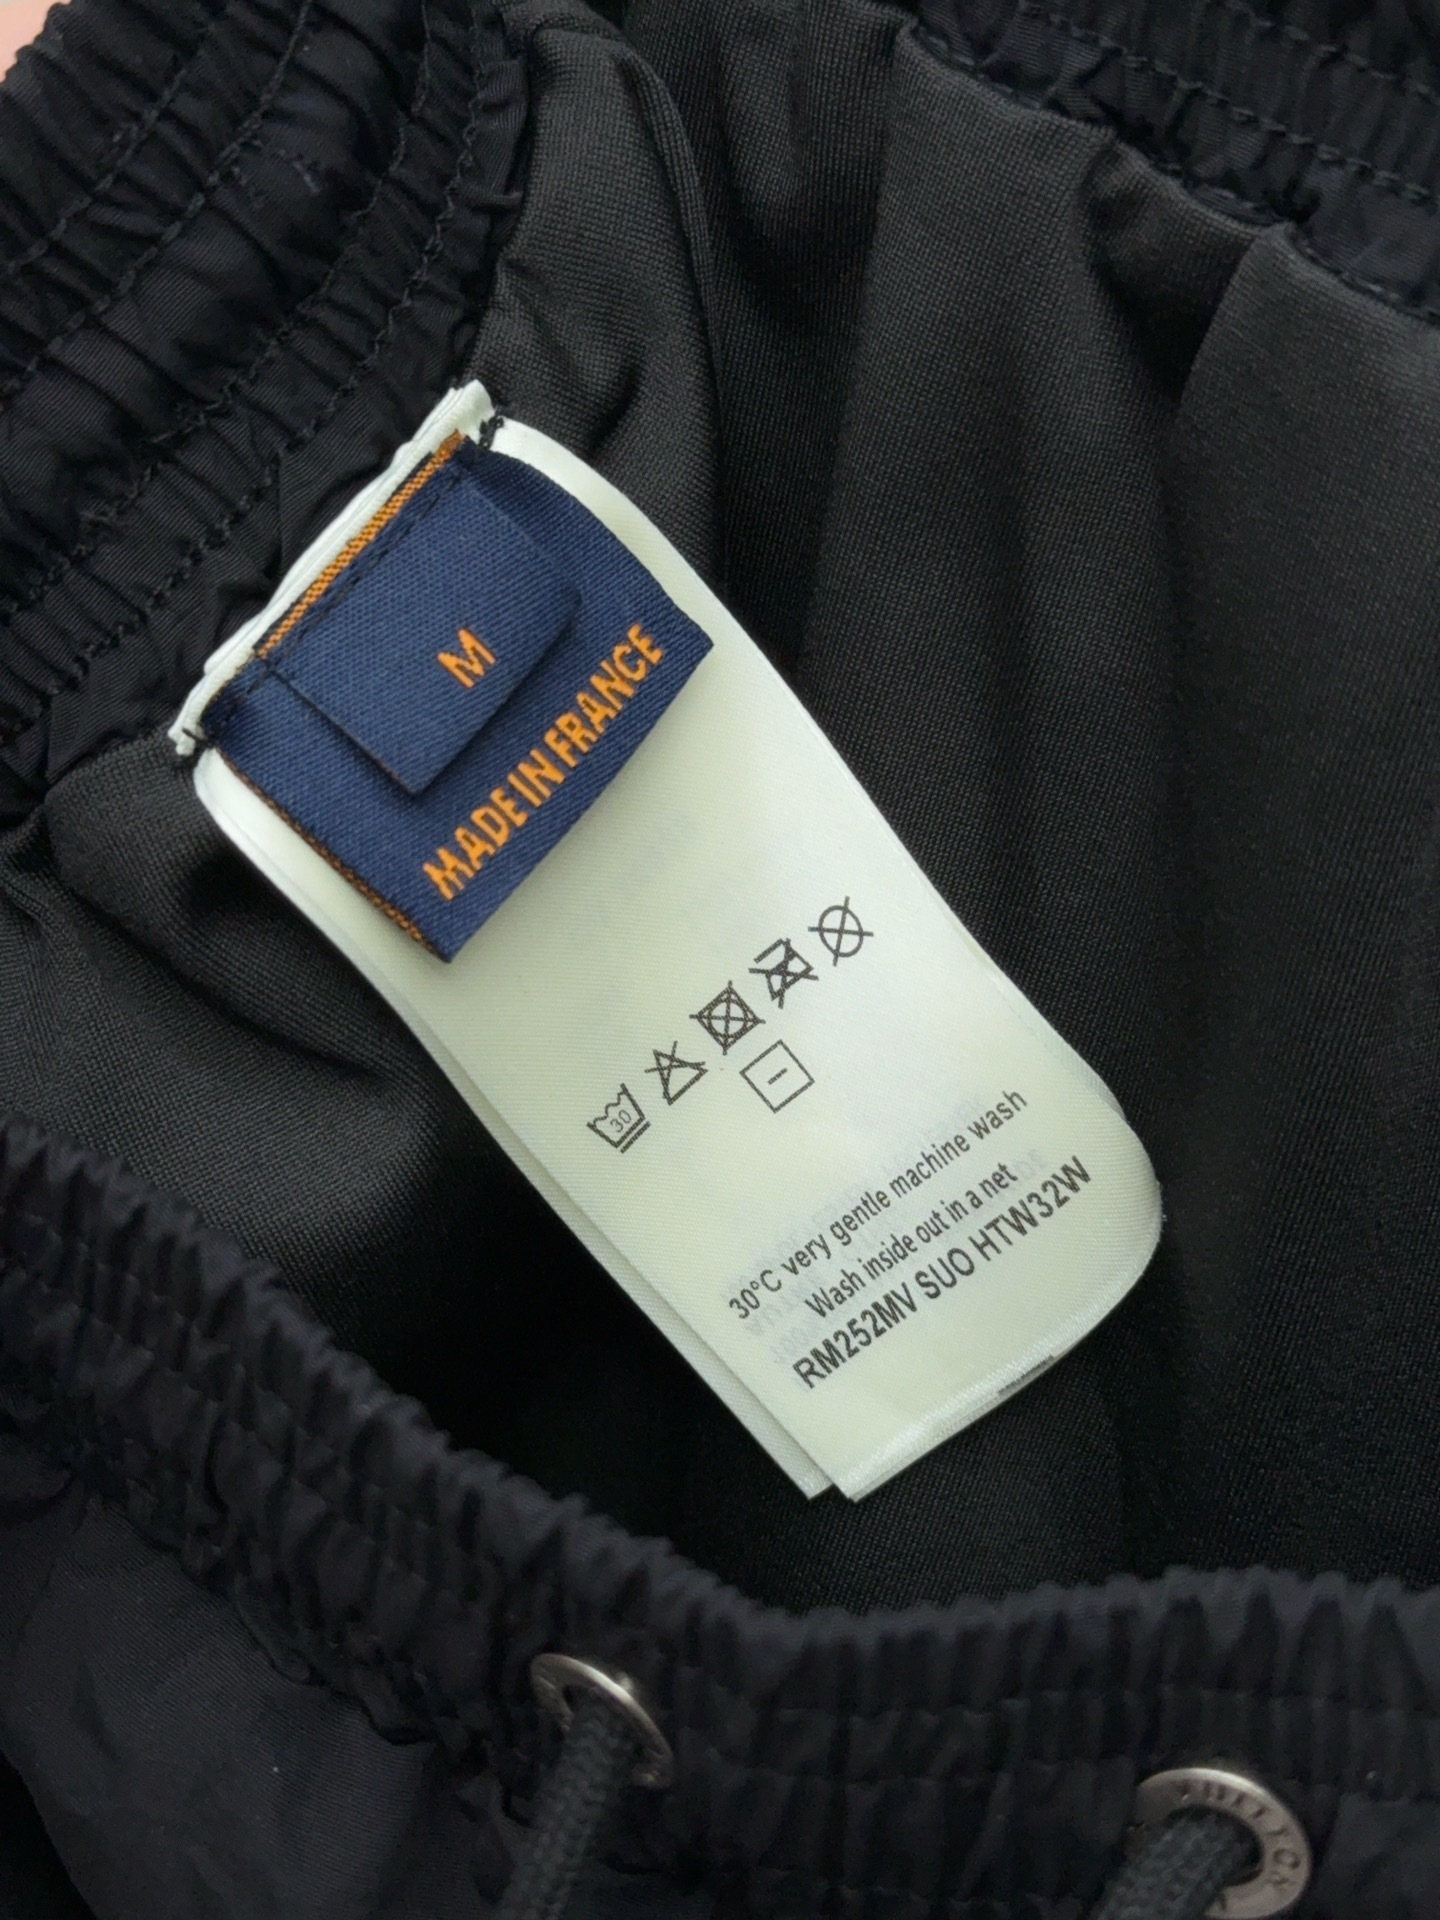 M
MADE IN FRANCE
30
30°C very gentle machine wash
Wash inside out in a net
RM252MV SUO HTW32W